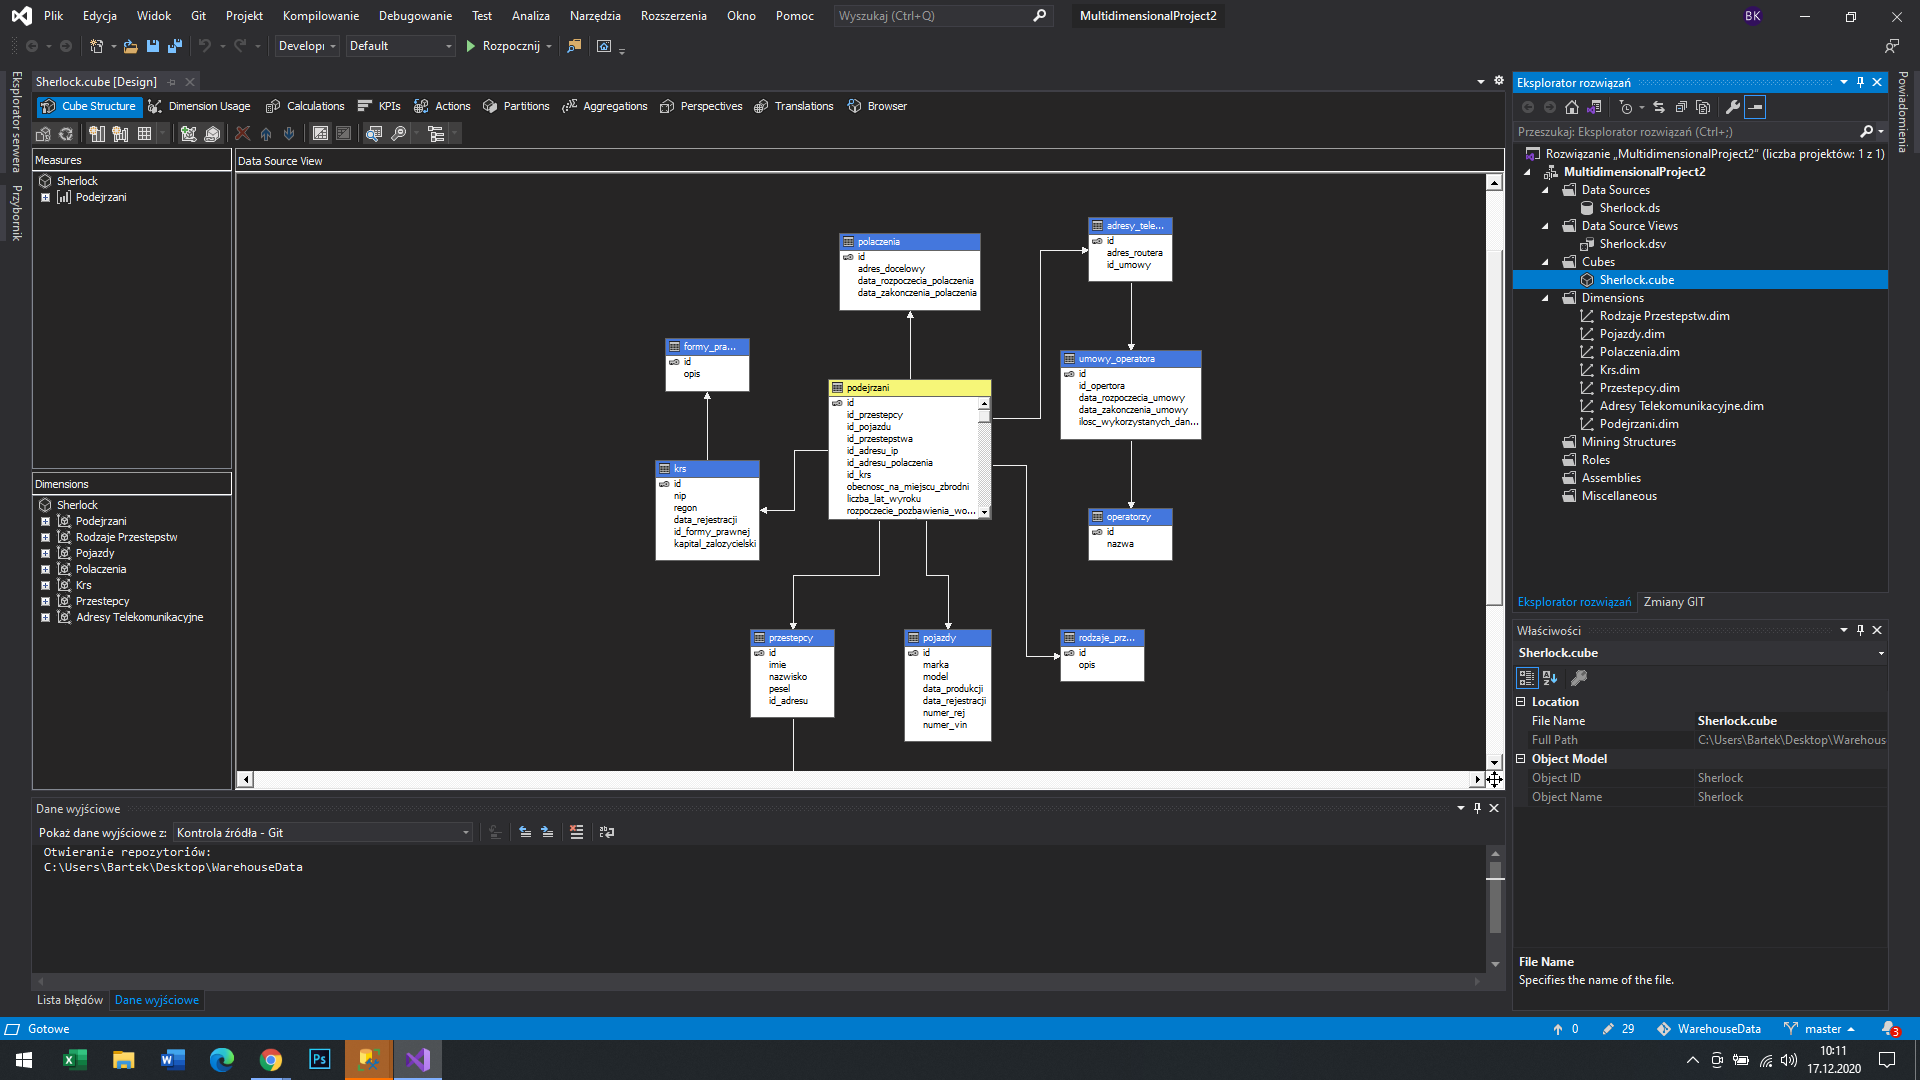 Plik Edycja Widok Git Projekt Kompilowanie Debugowanie Test Analiza Narzędzia Rozszerzenia Okno Pomoc Wyszukaj (Ctrl+Q) MultidimensionalProject2 BK
Developi Default Rozpocznij
Eksplorator serwera
Przybornik
Sherlock.cube [Design]
Cube Structure Dimension Usage Calculations KPIs Actions Partitions Aggregations Perspectives Translations Browser
Measures
Sherlock
Podejrzani
Dimensions
Sherlock
Podejrzani
Rodzaje Przestepstw
Pojazdy
Polaczenia
Krs
Przestepcy
Adresy Telekomunikacyjne
Data Source View
polaczenia
id
adres_docelowy
data_rozpoczecia_polaczenia
data_zakonczenia_polaczenia
adresy_tele...
id
adres_routera
id_umowy
formy_pra...
id
opis
podejrzani
id
id_przestepcy
id_pojazdu
id_przestepstwa
id_adresu_ip
id_adresu_polaczenia
id_krs
obecnosc_na_miejscu_zbrodni
liczba_lat_wyroku
rozpoczecie_pozbawienia_wo...
umowy_operatora
id
id_opertora
data_rozpoczecia_umowy
data_zakonczenia_umowy
ilosc_wykorzystanych_dan...
krs
id
nip
regon
data_rejestracji
id_formy_prawnej
kapital_zalozycielski
operatorzy
id
nazwa
przestepcy
id
imie
nazwisko
pesel
id_adresu
pojazdy
id
marka
model
data_produkcji
data_rejestracji
numer_rej
numer_vin
rodzaje_prz...
id
opis
Dane wyjściowe
Pokaż dane wyjściowe z: Kontrola źródła - Git
Otwieranie repozytoriów:
C:\Users\Bartek\Desktop\WarehouseData
Lista błędów Dane wyjściowe
Eksplorator rozwiązań
Przeszukaj: Eksplorator rozwiązań (Ctrl+;)
Rozwiązanie „MultidimensionalProject2” (liczba projektów: 1 z 1)
MultidimensionalProject2
Data Sources
Sherlock.ds
Data Source Views
Sherlock.dsv
Cubes
Sherlock.cube
Dimensions
Rodzaje Przestepstw.dim
Pojazdy.dim
Polaczenia.dim
Krs.dim
Przestepcy.dim
Adresy Telekomunikacyjne.dim
Podejrzani.dim
Mining Structures
Roles
Assemblies
Miscellaneous
Eksplorator rozwiązań Zmiany GIT
Właściwości
Sherlock.cube
Location
File Name Sherlock.cube
Full Path C:\Users\Bartek\Desktop\Warehous
Object Model
Object ID Sherlock
Object Name Sherlock
File Name
Specifies the name of the file.
Powiadomienia
Gotowe 0 29 WarehouseData master 3
10:11
17.12.2020